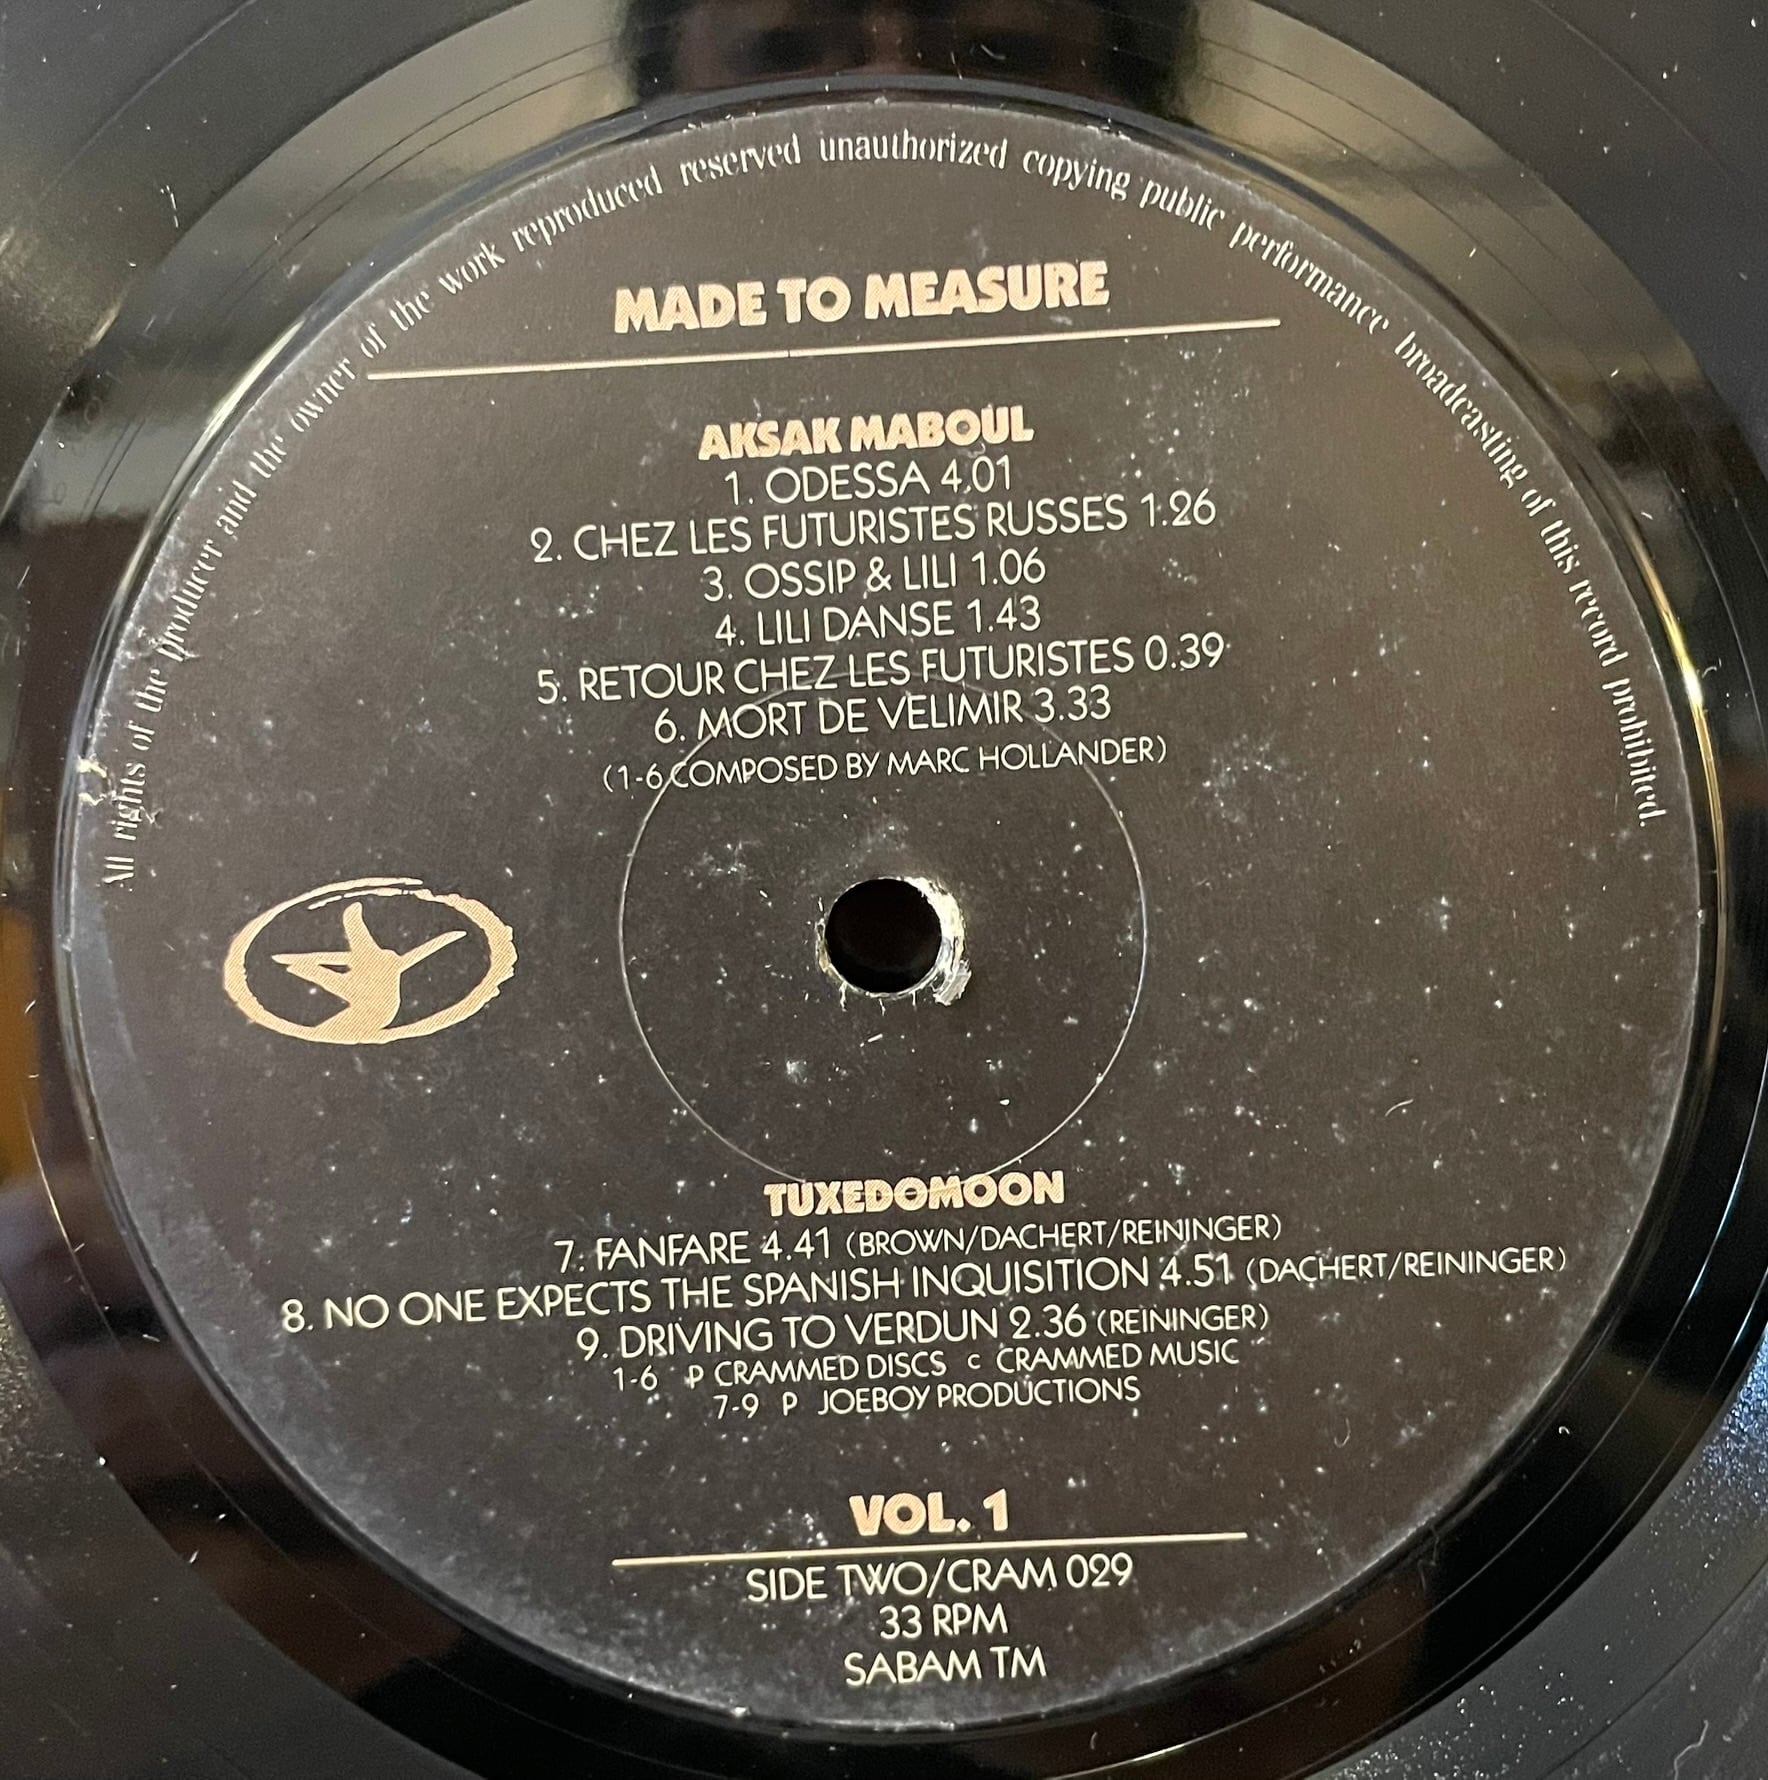 All rights of the producer and the owner of the work reproduced reserved unauthorized copying public performance broadcasting of this record prohibited.
MADE TO MEASURE
AKSAK MABOUL
1. ODESSA 4.01
2. CHEZ LES FUTURISTES RUSSES 1.26
3. OSSIP & LILI 1.06
4. LILI DANSE 1.43
5. RETOUR CHEZ LES FUTURISTES 0.39
6. MORT DE VELIMIR 3.33
(1-6 COMPOSED BY MARC HOLLANDER)
TUXEDOMOON
7. FANFARE 4.41 (BROWN/DACHERT/REININGER)
8. NO ONE EXPECTS THE SPANISH INQUISITION 4.51 (DACHERT/REININGER)
9. DRIVING TO VERDUN 2.36 (REININGER)
1-6 P CRAMMED DISCS C CRAMMED MUSIC
7-9 P JOEBOY PRODUCTIONS
VOL. 1
SIDE TWO/CRAM 029
33 RPM
SABAM TM